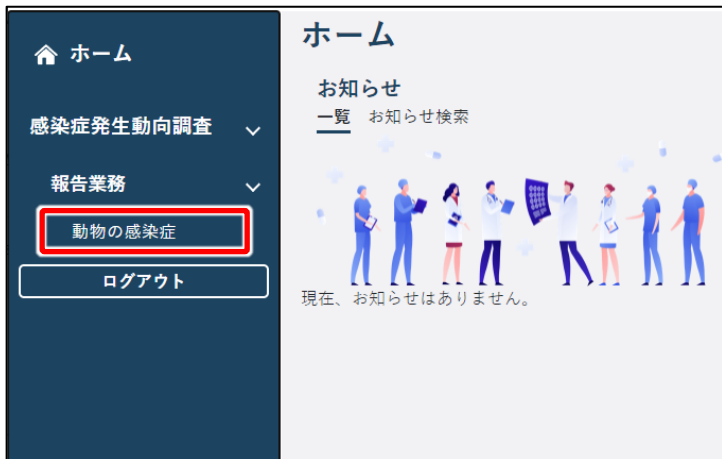 ホーム
感染症発生動向調査
報告業務
動物の感染症
ログアウト
ホーム
お知らせ
一覧 お知らせ検索
現在、お知らせはありません。